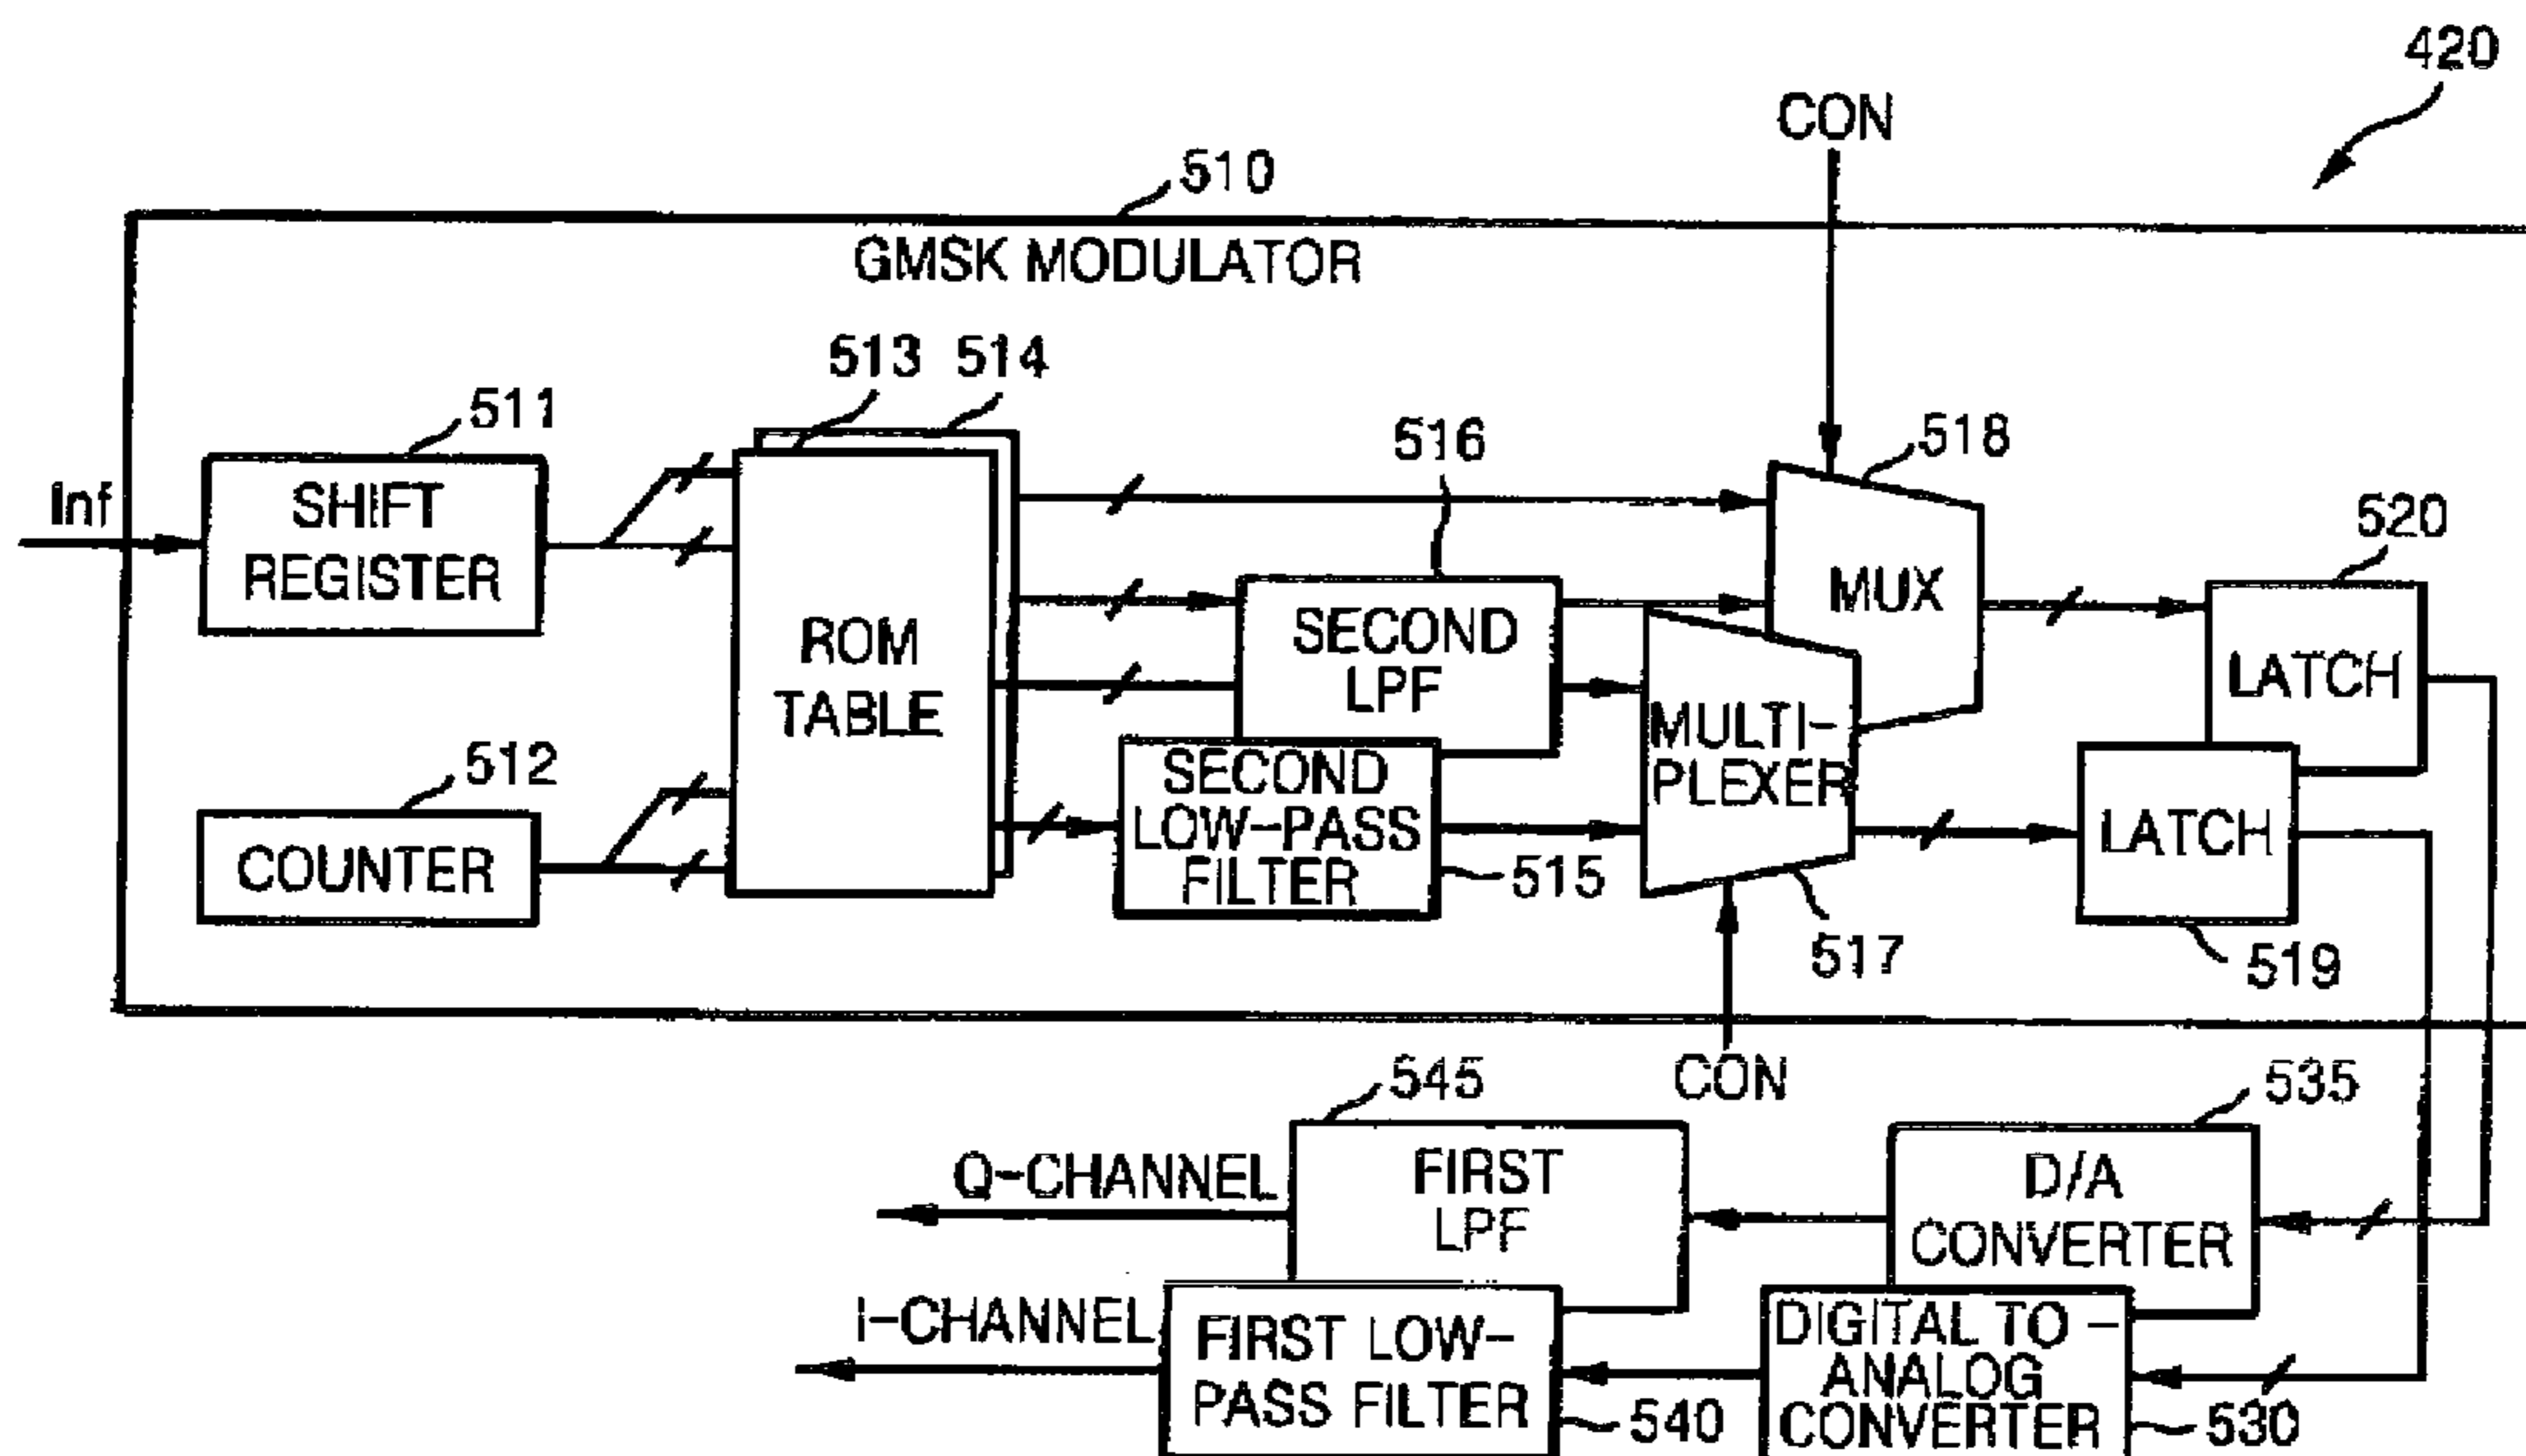 420
CON
510
GMSK MODULATOR
513
514
511
516
518
Inf
SHIFT
REGISTER
520
ROM
TABLE
SECOND
LPF
MUX
LATCH
512
COUNTER
SECOND
LOW-PASS
FILTER
515
MULTI-
PLEXER
LATCH
517
519
CON
545
535
Q-CHANNEL
FIRST
LPF
D/A
CONVERTER
I-CHANNEL
FIRST LOW-
PASS FILTER
540
DIGITAL TO -
ANALOG
CONVERTER
530